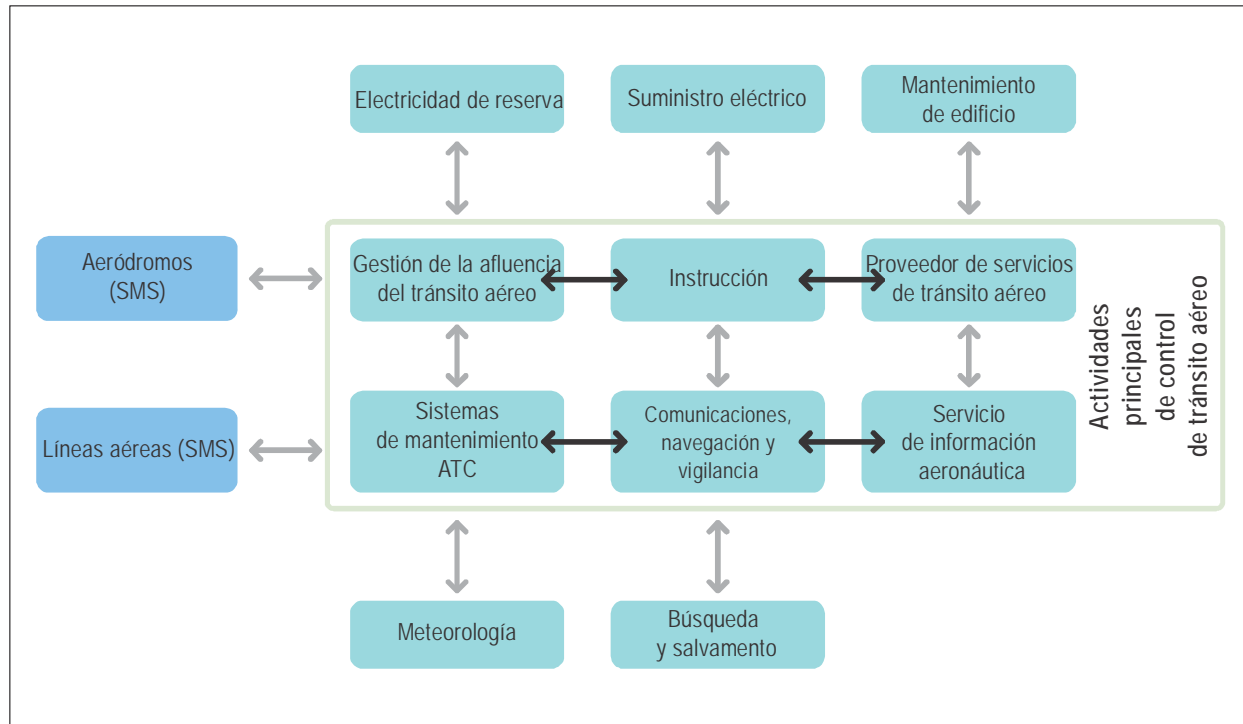 Electricidad de reserva
Suministro eléctrico
Mantenimiento
de edificio
Aeródromos
(SMS)
Gestión de la afluencia
del tránsito aéreo
Instrucción
Proveedor de servicios
de tránsito aéreo
Líneas aéreas (SMS)
Sistemas
de mantenimiento
ATC
Comunicaciones,
navegación y
vigilancia
Servicio
de información
aeronáutica
Actividades
principales
de control
de tránsito aéreo
Meteorología
Búsqueda
y salvamento